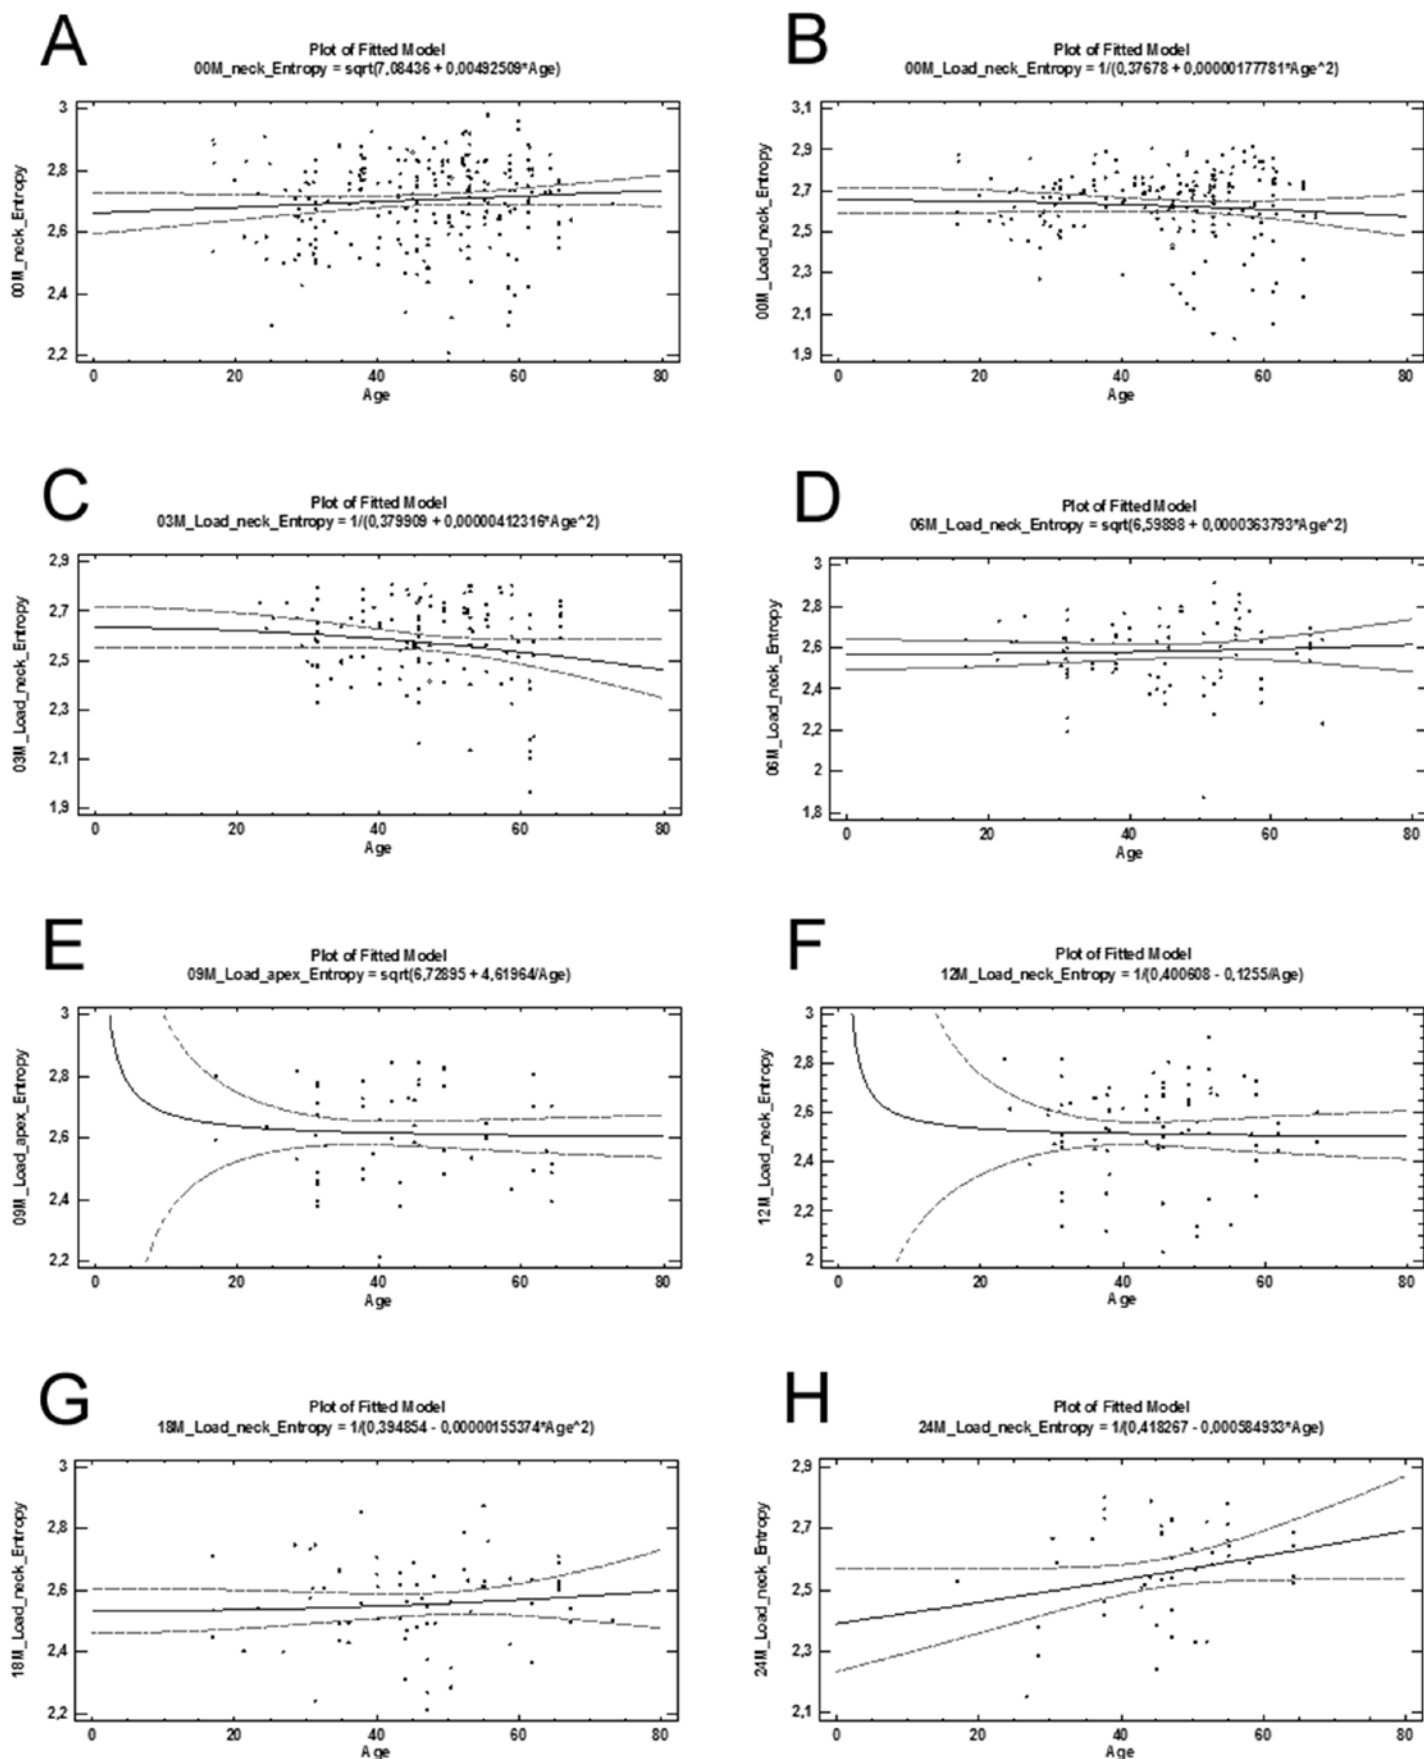 A
Plot of Fitted Model
00M_neck_Entropy = sqrt(7,08436 + 0,00492509*Age)
00M_neck_Entropy
3
2,8
2,6
2,4
2,2
0 20 40 60 80
Age
B
Plot of Fitted Model
00M_Load_neck_Entropy = 1/(0,37678 + 0,00000177781*Age^2)
00M_Load_neck_Entropy
3,1
2,9
2,7
2,5
2,3
2,1
1,9
0 20 40 60 80
Age
C
Plot of Fitted Model
03M_Load_neck_Entropy = 1/(0,379909 + 0,00000412316*Age^2)
03M_Load_neck_Entropy
2,9
2,7
2,5
2,3
2,1
1,9
0 20 40 60 80
Age
D
Plot of Fitted Model
06M_Load_neck_Entropy = sqrt(6,59898 + 0,0000363793*Age^2)
06M_Load_neck_Entropy
3
2,8
2,6
2,4
2,2
2
1,8
0 20 40 60 80
Age
E
Plot of Fitted Model
09M_Load_apex_Entropy = sqrt(6,72895 + 4,61964/Age)
09M_Load_apex_Entropy
3
2,8
2,6
2,4
2,2
0 20 40 60 80
Age
F
Plot of Fitted Model
12M_Load_neck_Entropy = 1/(0,400608 - 0,1255/Age)
12M_Load_neck_Entropy
3
2,8
2,6
2,4
2,2
2
0 20 40 60 80
Age
G
Plot of Fitted Model
18M_Load_neck_Entropy = 1/(0,394854 - 0,00000155374*Age^2)
18M_Load_neck_Entropy
3
2,8
2,6
2,4
2,2
0 20 40 60 80
Age
H
Plot of Fitted Model
24M_Load_neck_Entropy = 1/(0,418267 - 0,000584933*Age)
24M_Load_neck_Entropy
2,9
2,7
2,5
2,3
2,1
0 20 40 60 80
Age